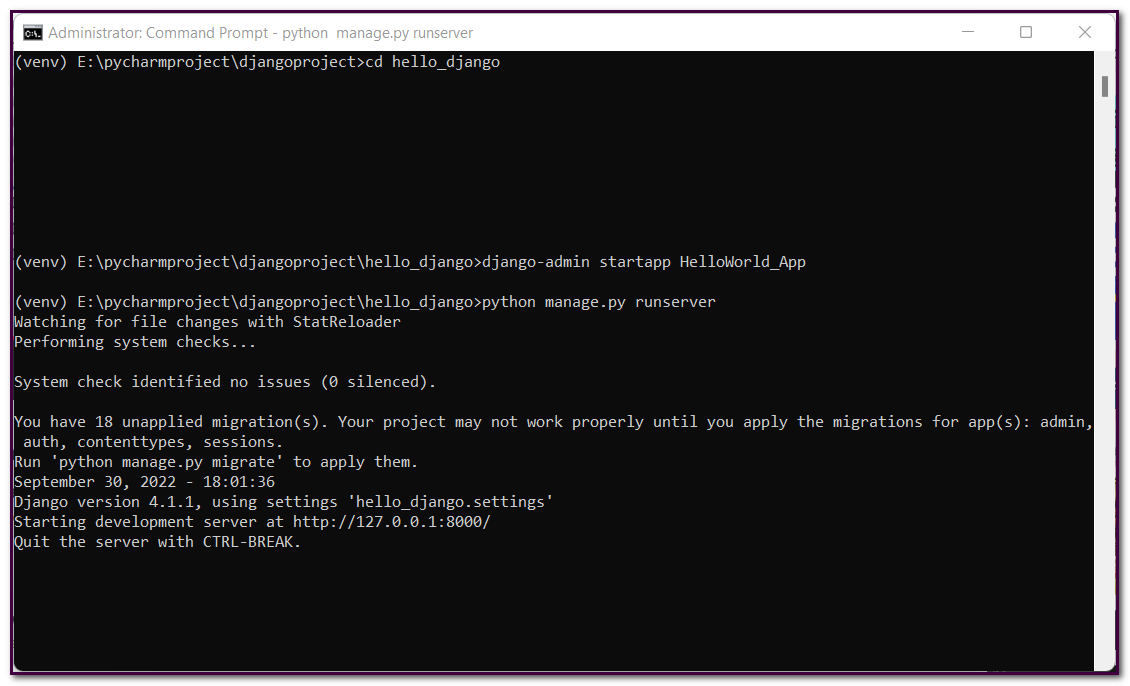 Administrator: Command Prompt - python  manage.py runserver
(venv) E:\pycharmproject\djangoproject>cd hello_django
(venv) E:\pycharmproject\djangoproject\hello_django>django-admin startapp HelloWorld_App
(venv) E:\pycharmproject\djangoproject\hello_django>python manage.py runserver
Watching for file changes with StatReloader
Performing system checks...
System check identified no issues (0 silenced).
You have 18 unapplied migration(s). Your project may not work properly until you apply the migrations for app(s): admin,
 auth, contenttypes, sessions.
Run 'python manage.py migrate' to apply them.
September 30, 2022 - 18:01:36
Django version 4.1.1, using settings 'hello_django.settings'
Starting development server at http://127.0.0.1:8000/
Quit the server with CTRL-BREAK.